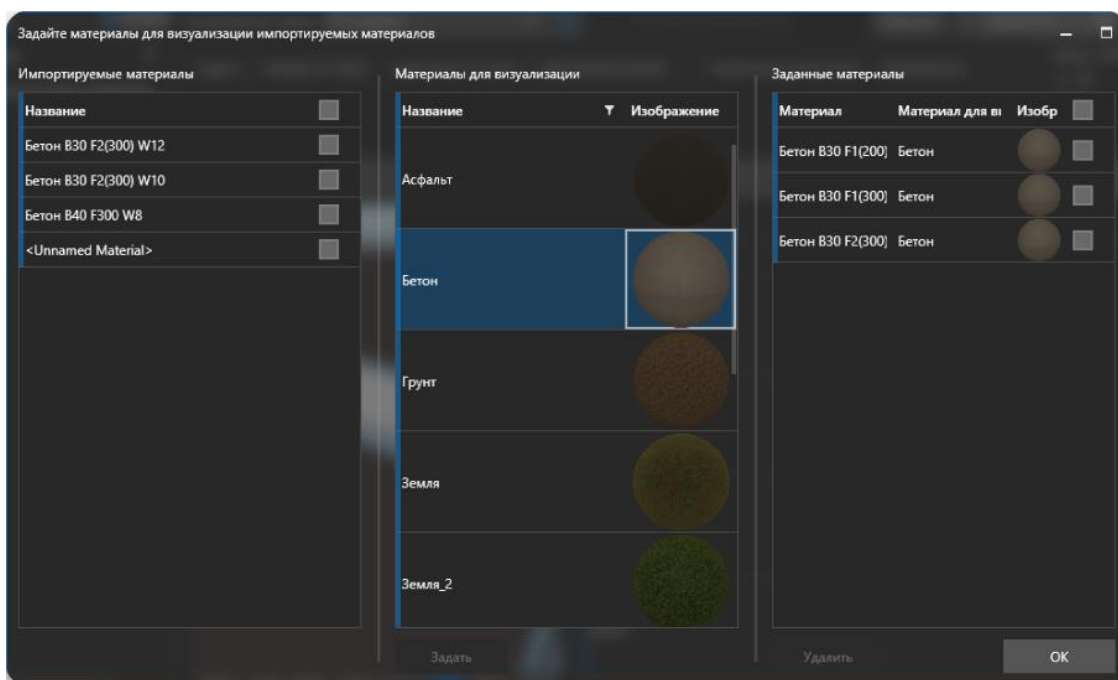 Задайте материалы для визуализации импортируемых материалов
Импортируемые материалы
Название
Бетон B30 F2(300) W12
Бетон B30 F2(300) W10
Бетон B40 F300 W8
<Unnamed Material>
Материалы для визуализации
Название Изображение
Асфальт
Бетон
Грунт
Земля
Земля_2
Задать
Заданные материалы
Материал Материал для ви Изобр
Бетон B30 F1(200) Бетон
Бетон B30 F1(300) Бетон
Бетон B30 F2(300) Бетон
Удалить
ОК